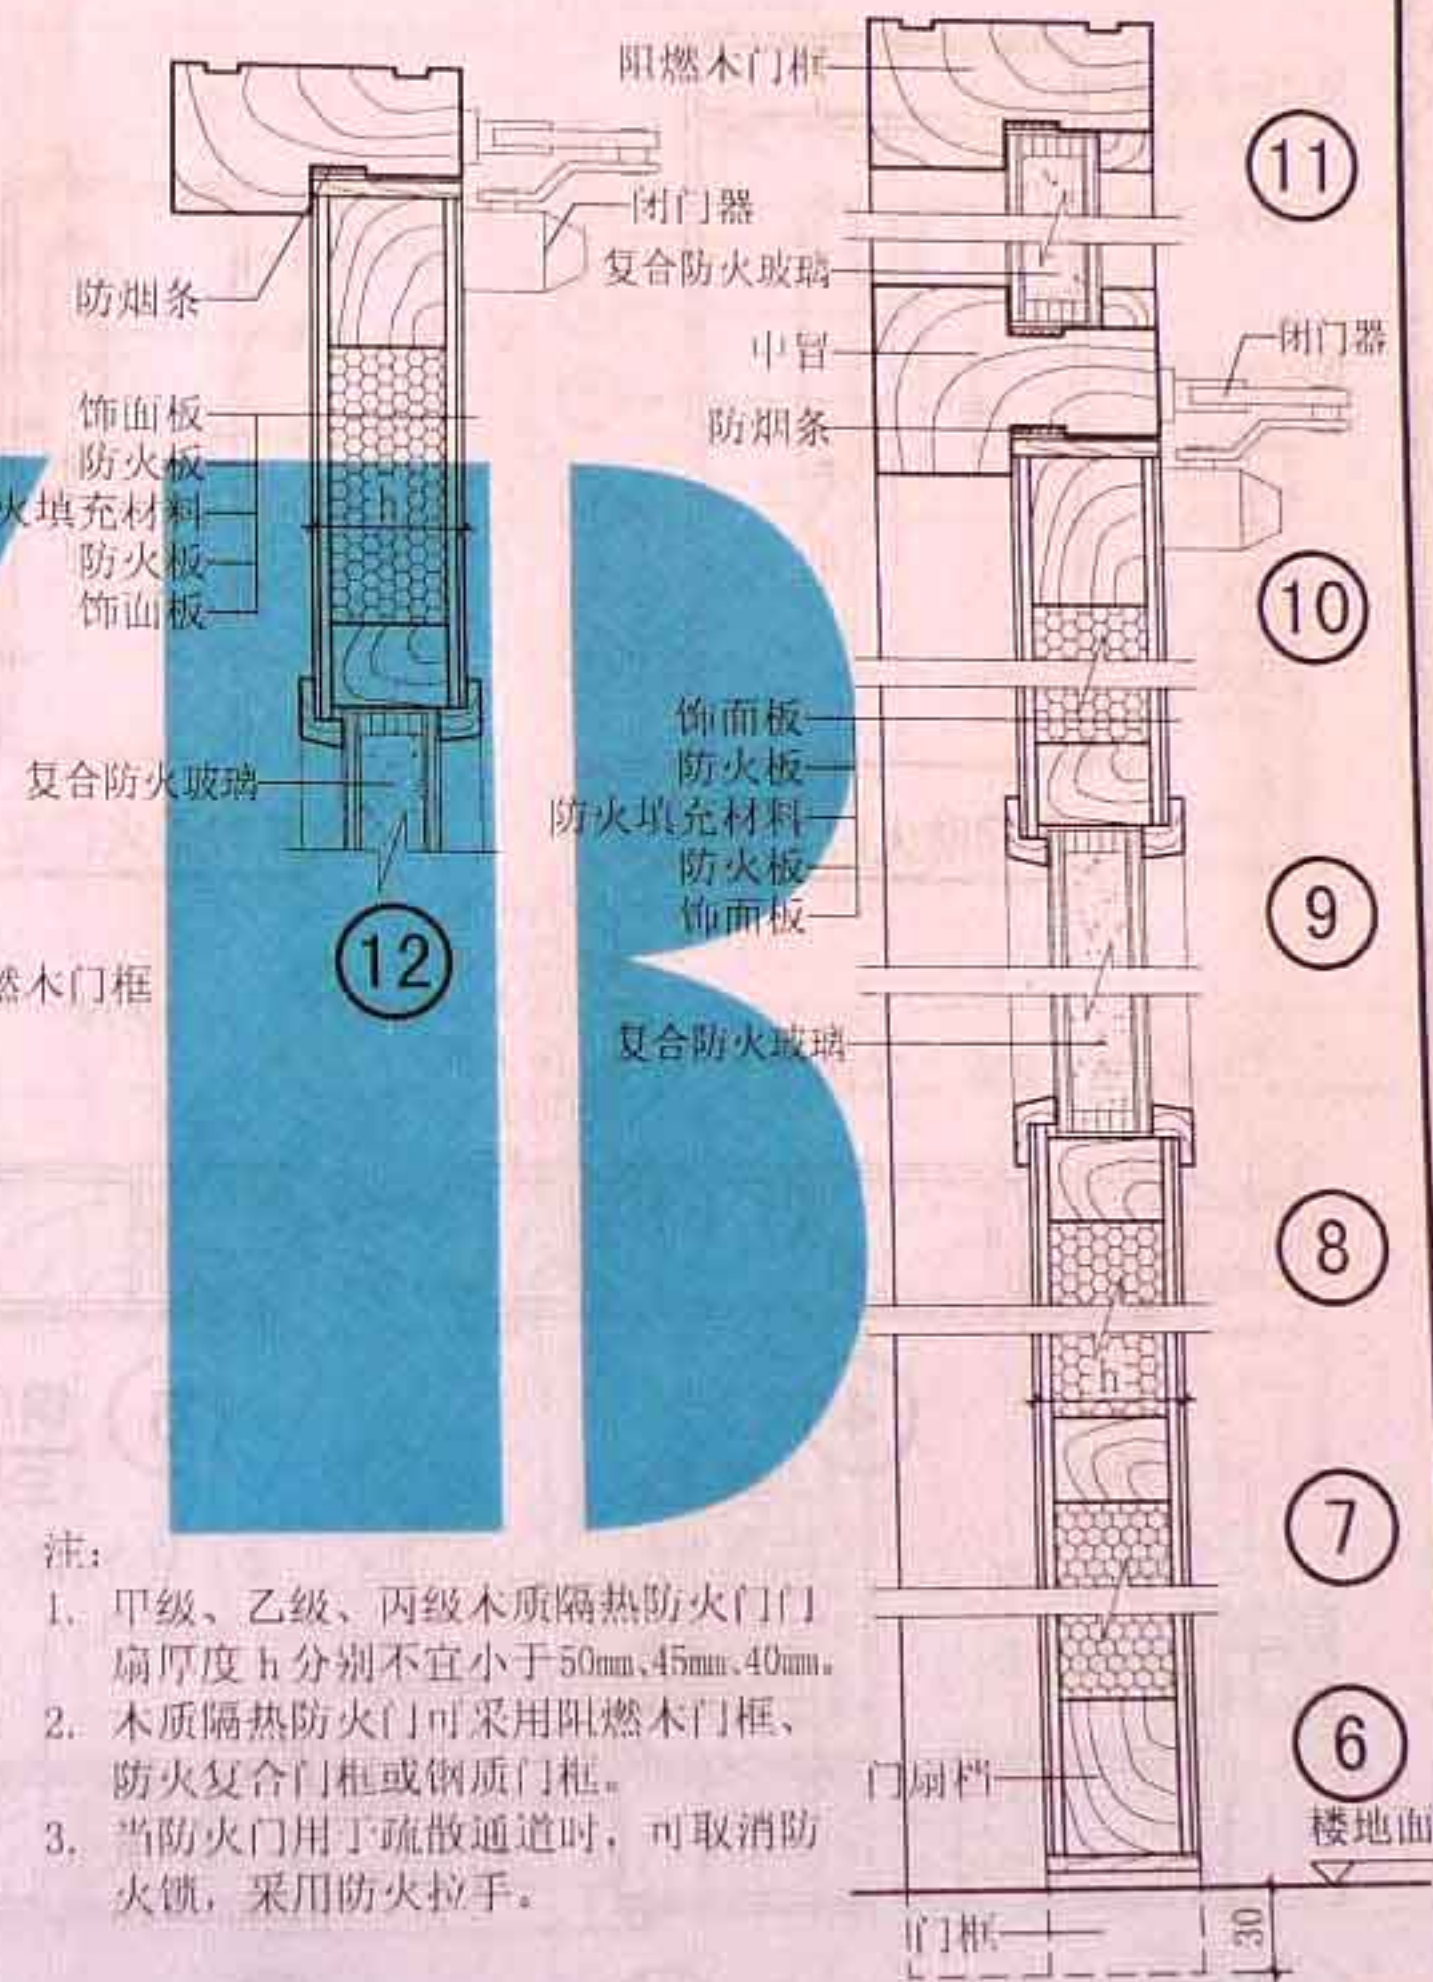 阻燃木门框
11
闭门器
复合防火玻璃
防烟条
中冒
闭门器
饰面板
防烟条
防火板
火填充材料
h
防火板
饰面板
10
饰面板
复合防火玻璃
防火板
防火填充材料
防火板
饰面板
9
12
然木门框
复合防火玻璃
8
h
7
注:
1. 甲级、乙级、丙级木质隔热防火门门
扇厚度 h 分别不宜小于50mm、45mm、40mm。
2. 木质隔热防火门可采用阻燃木门框、
防火复合门框或钢质门框。
3. 当防火门用于疏散通道时，可取消防
火锁，采用防火拉手。
6
门扇档
楼地面
门框
30
TB